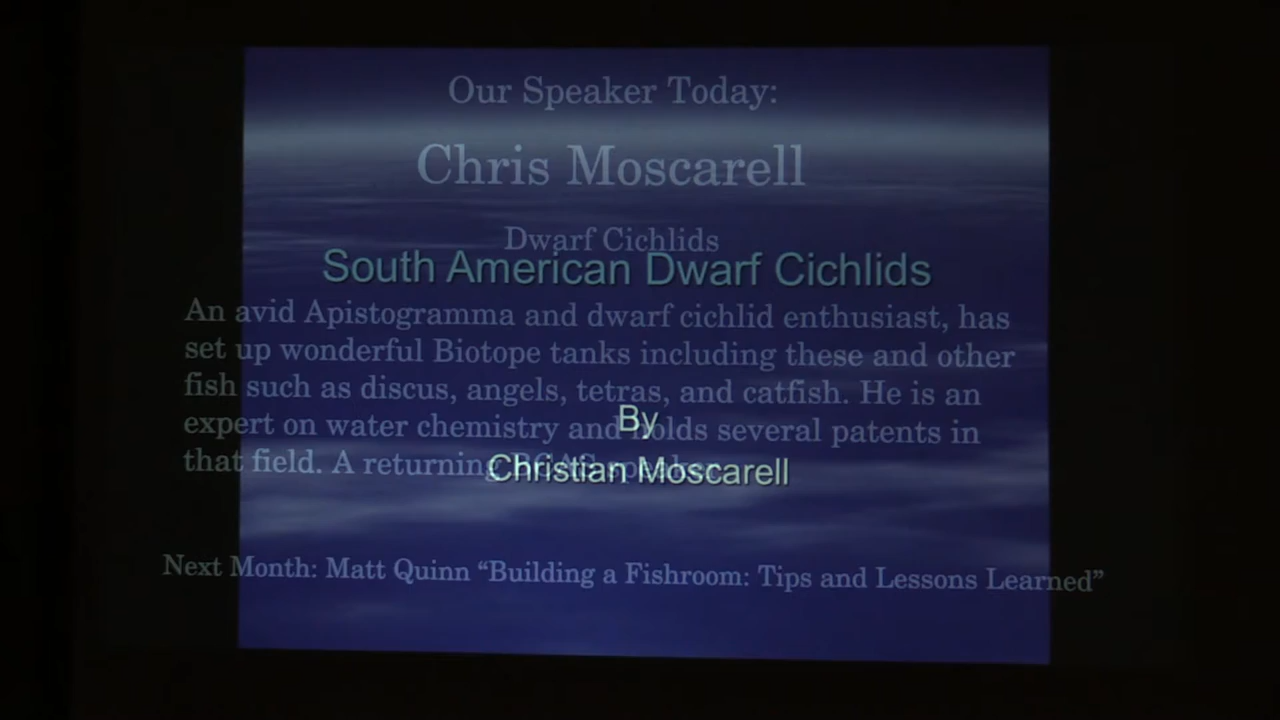 Our Speaker Today:
Chris Moscarell
Dwarf Cichlids
South American Dwarf Cichlids
An avid Apistogramma and dwarf cichlid enthusiast, has
set up wonderful Biotope tanks including these and other
fish such as discus, angels, tetras, and catfish. He is an
expert on water chemistry and holds several patents in
By
that field. A returning speaker.
Christian Moscarell
Next Month: Matt Quinn “Building a Fishroom: Tips and Lessons Learned”